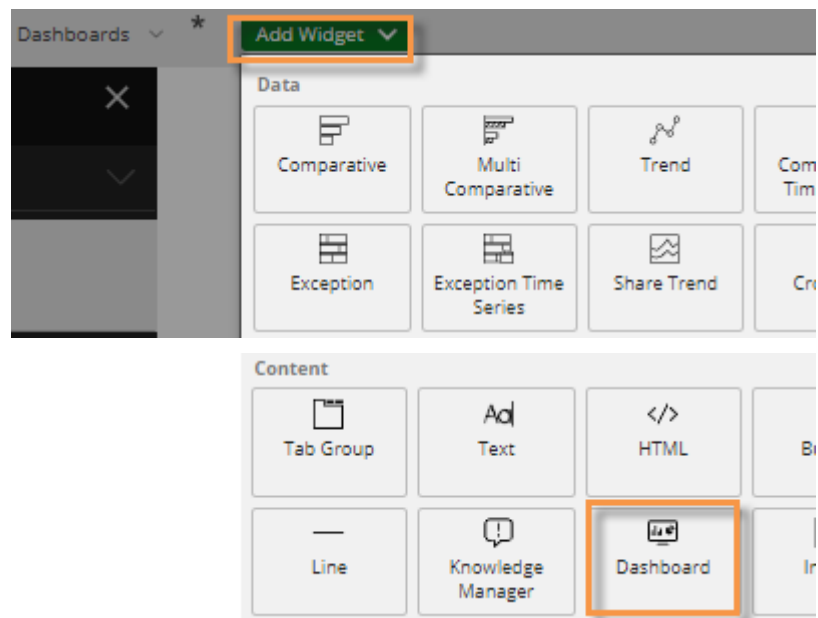 Dashboards *
Add Widget
Data
Comparative
Multi
Comparative
Trend
Exception
Exception Time
Series
Share Trend
Content
Tab Group
Aa
Text
</>
HTML
Line
Knowledge
Manager
Dashboard